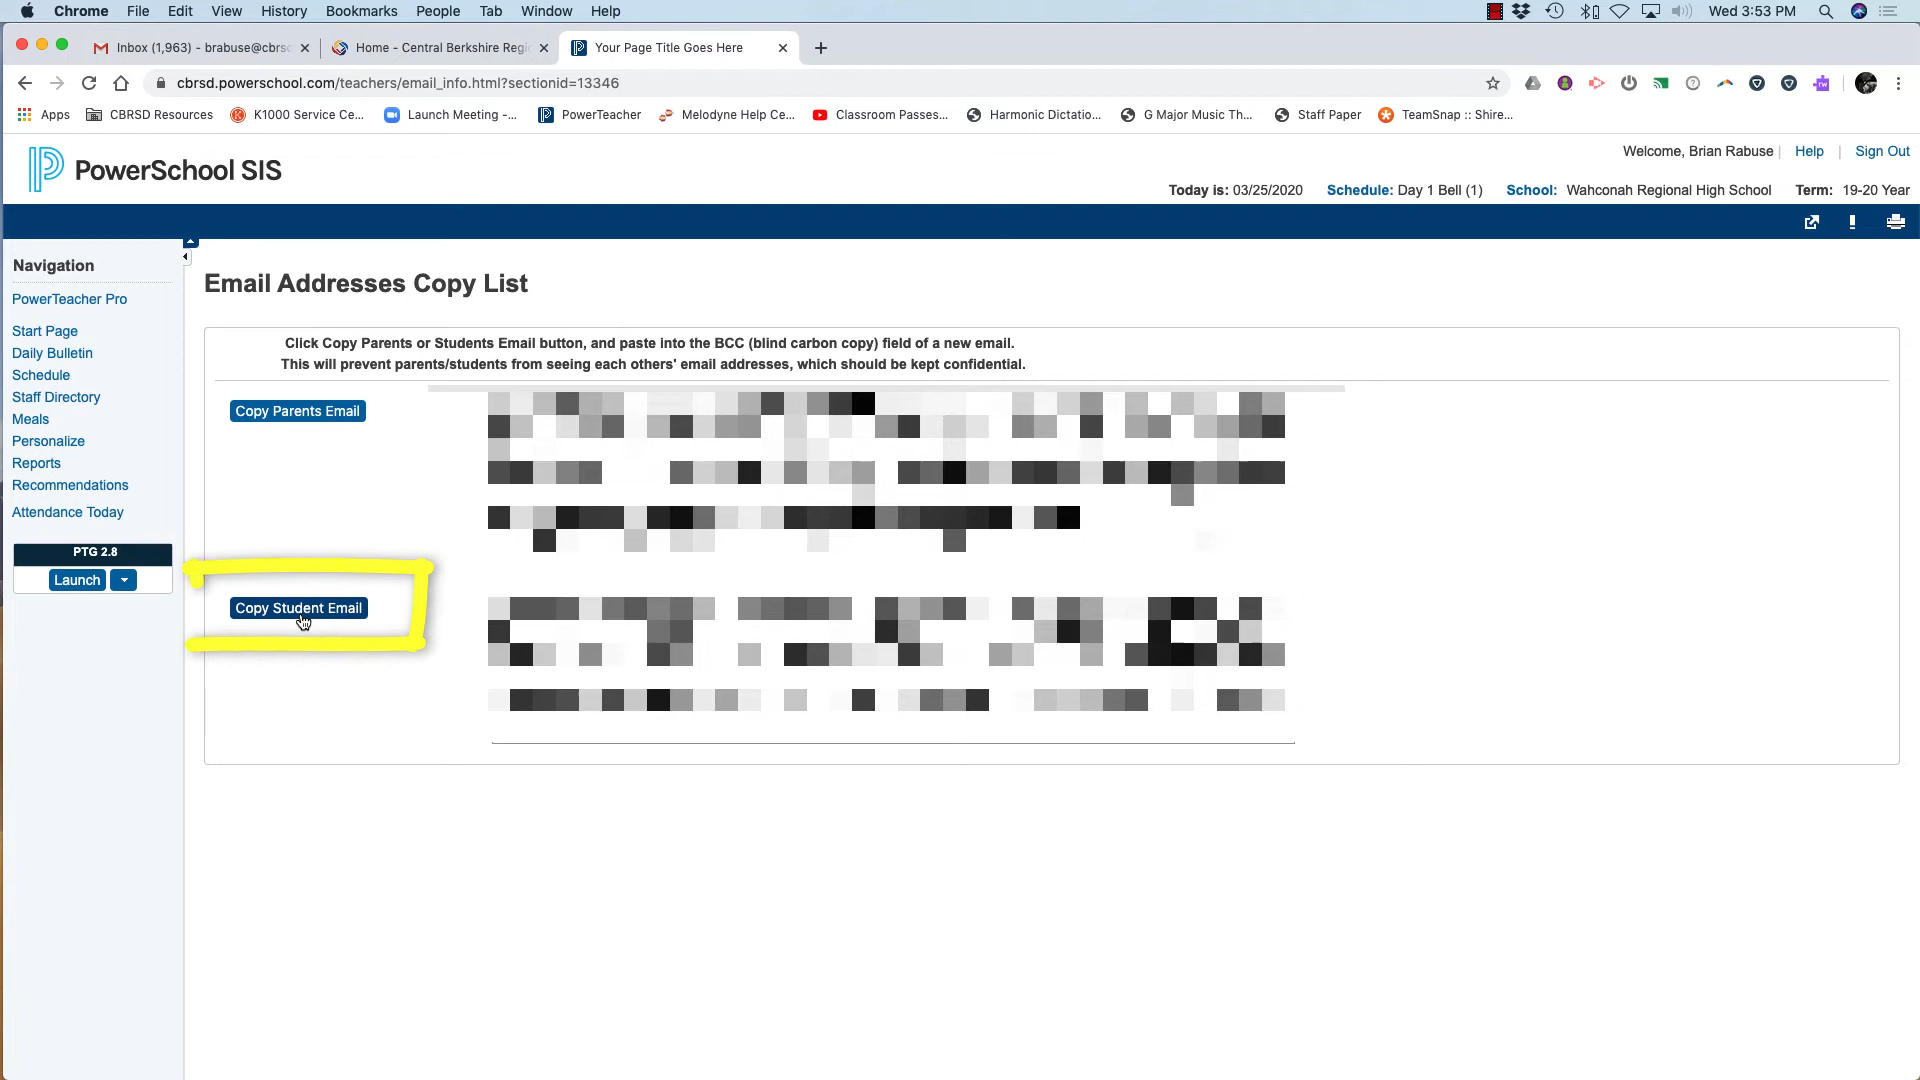 Chrome File Edit View History Bookmarks People Tab Window Help Wed 3:53 PM
Inbox (1,963) - brabuse@cbrsc Home - Central Berkshire Regi Your Page Title Goes Here
cbrsd.powerschool.com/teachers/email_info.html?sectionid=13346
Apps CBRSD Resources K1000 Service Ce... Launch Meeting -... PowerTeacher Melodyne Help Ce... Classroom Passes... Harmonic Dictatio... G Major Music Th... Staff Paper TeamSnap :: Shire...
Welcome, Brian Rabuse | Help | Sign Out
PowerSchool SIS
Today is: 03/25/2020 Schedule: Day 1 Bell (1) School: Wahconah Regional High School Term: 19-20 Year
Navigation
PowerTeacher Pro
Start Page
Daily Bulletin
Schedule
Staff Directory
Meals
Personalize
Reports
Recommendations
Attendance Today
PTG 2.8
Launch
Email Addresses Copy List
Click Copy Parents or Students Email button, and paste into the BCC (blind carbon copy) field of a new email.
This will prevent parents/students from seeing each others' email addresses, which should be kept confidential.
Copy Parents Email
Copy Student Email